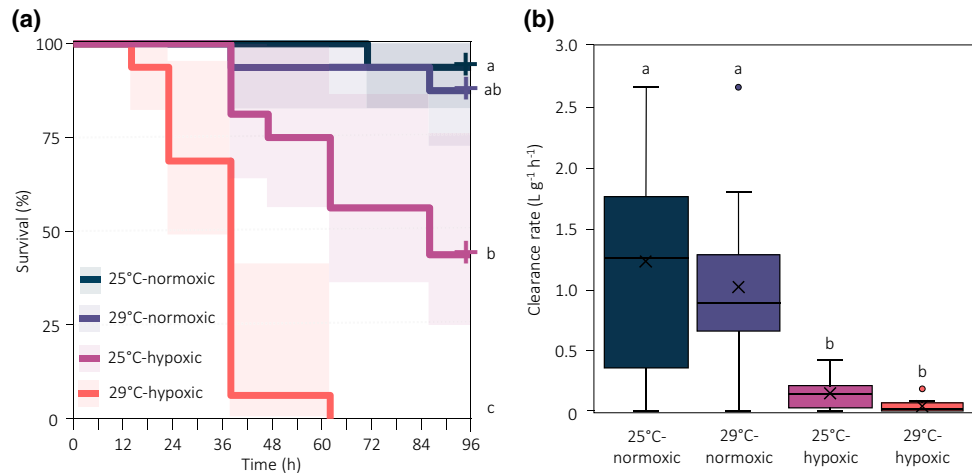 (a)
100
75
50
25
0
Survival (%)
0 12 24 36 48 60 72 84 96
Time (h)
25°C-normoxic
29°C-normoxic
25°C-hypoxic
29°C-hypoxic
a
ab
b
c
(b)
3.0
2.5
2.0
1.5
1.0
0.5
0
Clearance rate (L g⁻¹ h⁻¹)
a
a
b
b
25°C-
normoxic
29°C-
normoxic
25°C-
hypoxic
29°C-
hypoxic